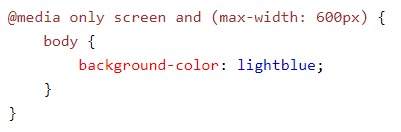 @media only screen and (max-width: 600px) {
    body {
        background-color: lightblue;
    }
}